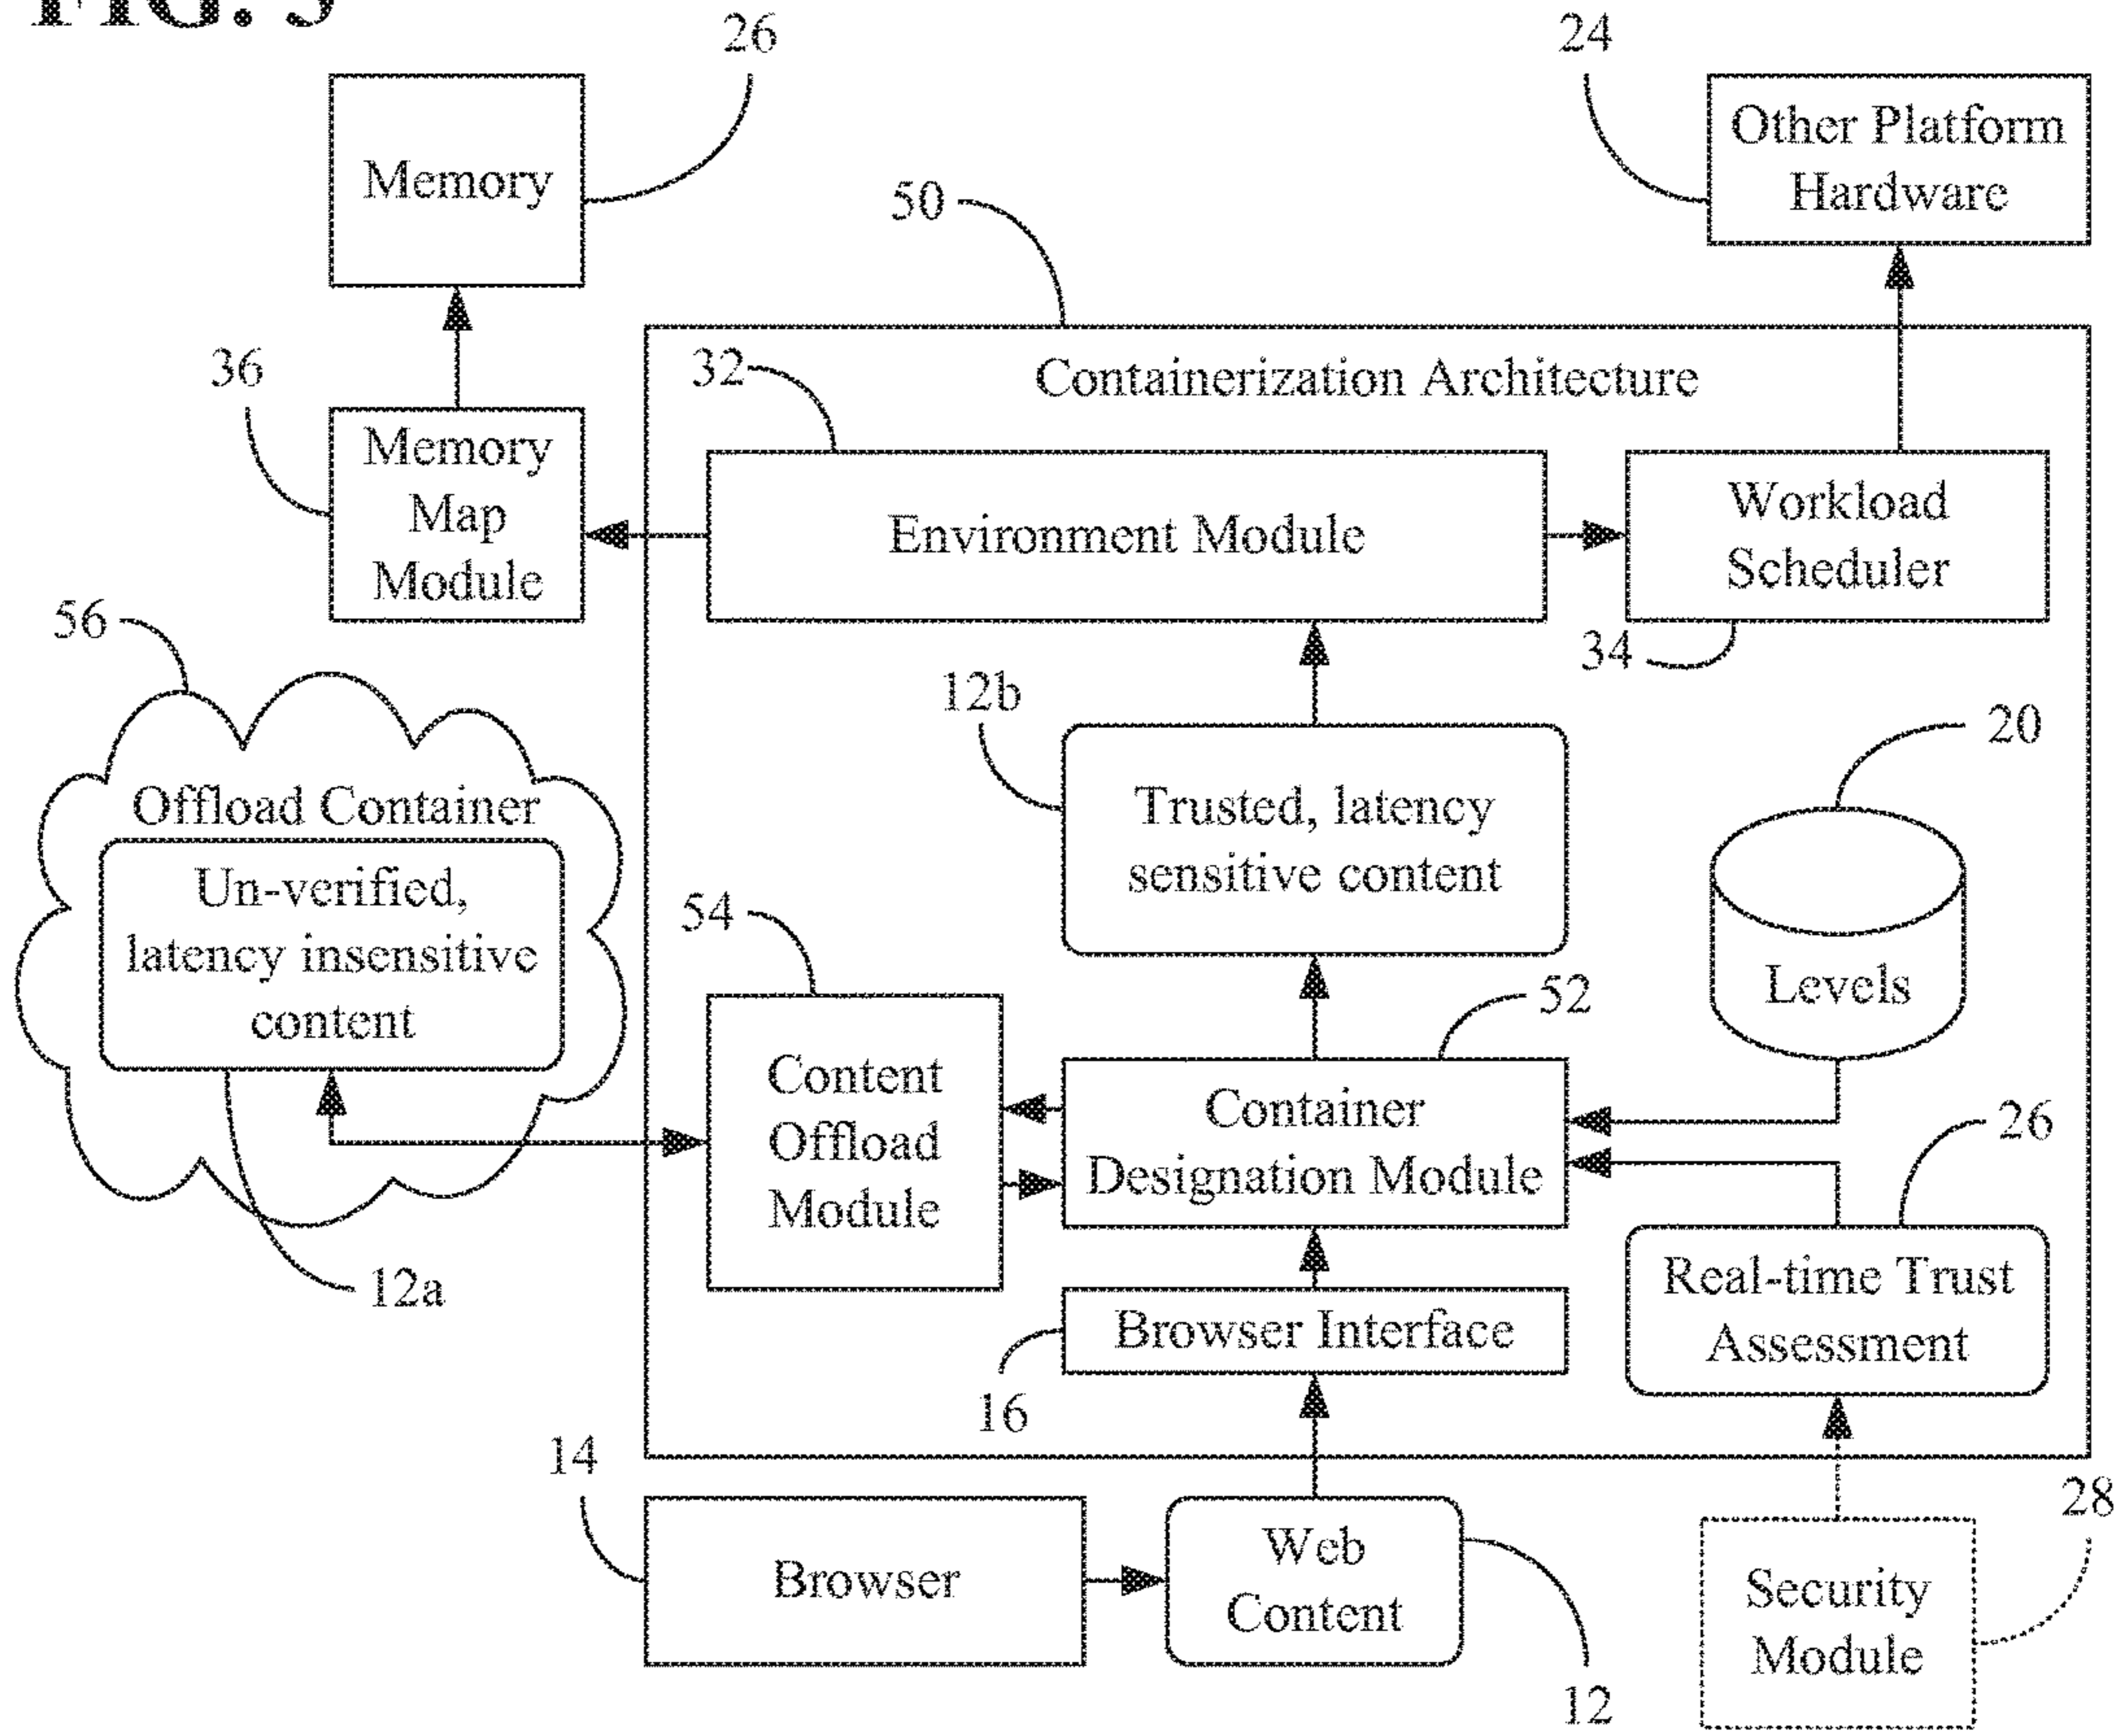 FIG. 3
26
24
Memory
Other Platform
Hardware
50
36
32
Containerization Architecture
Memory
Map
Module
Environment Module
Workload
Scheduler
56
34
12b
20
Offload Container
Un-verified,
latency insensitive
content
Trusted, latency
sensitive content
Levels
54
52
Content
Offload
Module
Container
Designation Module
26
12a
Browser Interface
Real-time Trust
Assessment
16
14
28
Browser
Web
Content
Security
Module
12